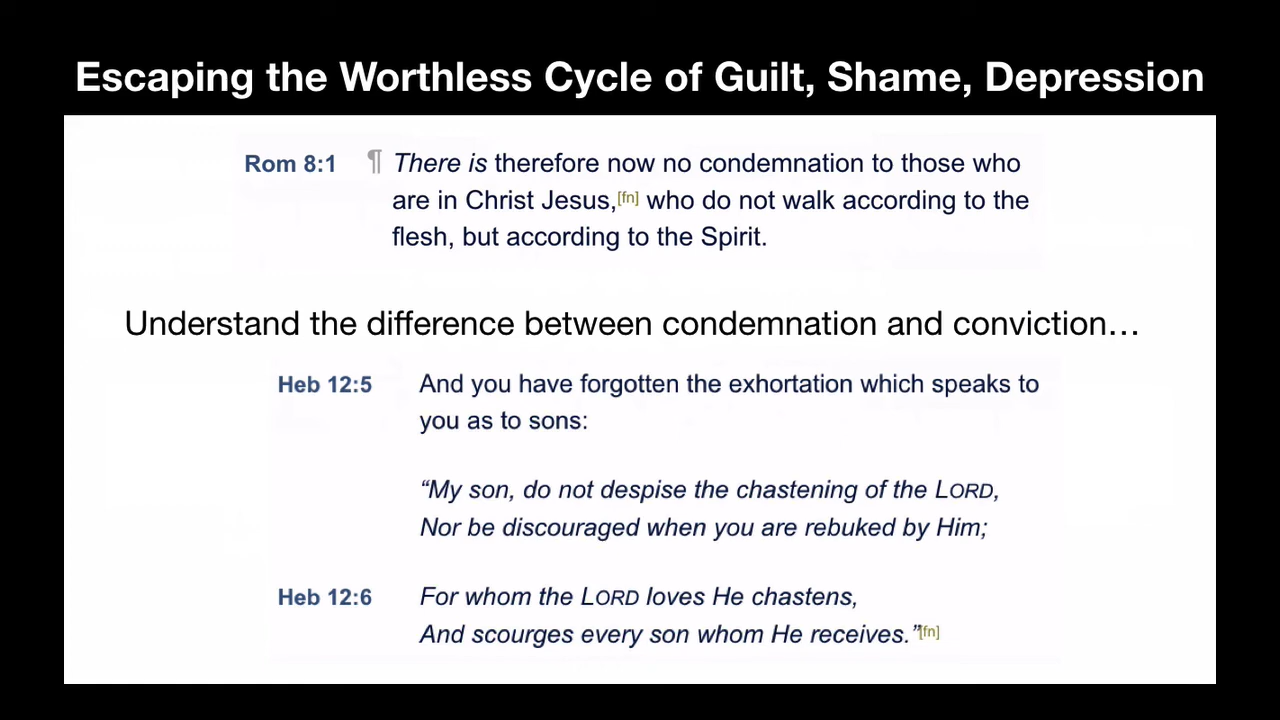 Escaping the Worthless Cycle of Guilt, Shame, Depression
Rom 8:1 ¶ There is therefore now no condemnation to those who
are in Christ Jesus,[fn] who do not walk according to the
flesh, but according to the Spirit.
Understand the difference between condemnation and conviction…
Heb 12:5 And you have forgotten the exhortation which speaks to
you as to sons:
“My son, do not despise the chastening of the LORD,
Nor be discouraged when you are rebuked by Him;
Heb 12:6 For whom the LORD loves He chastens,
And scourges every son whom He receives.”[fn]